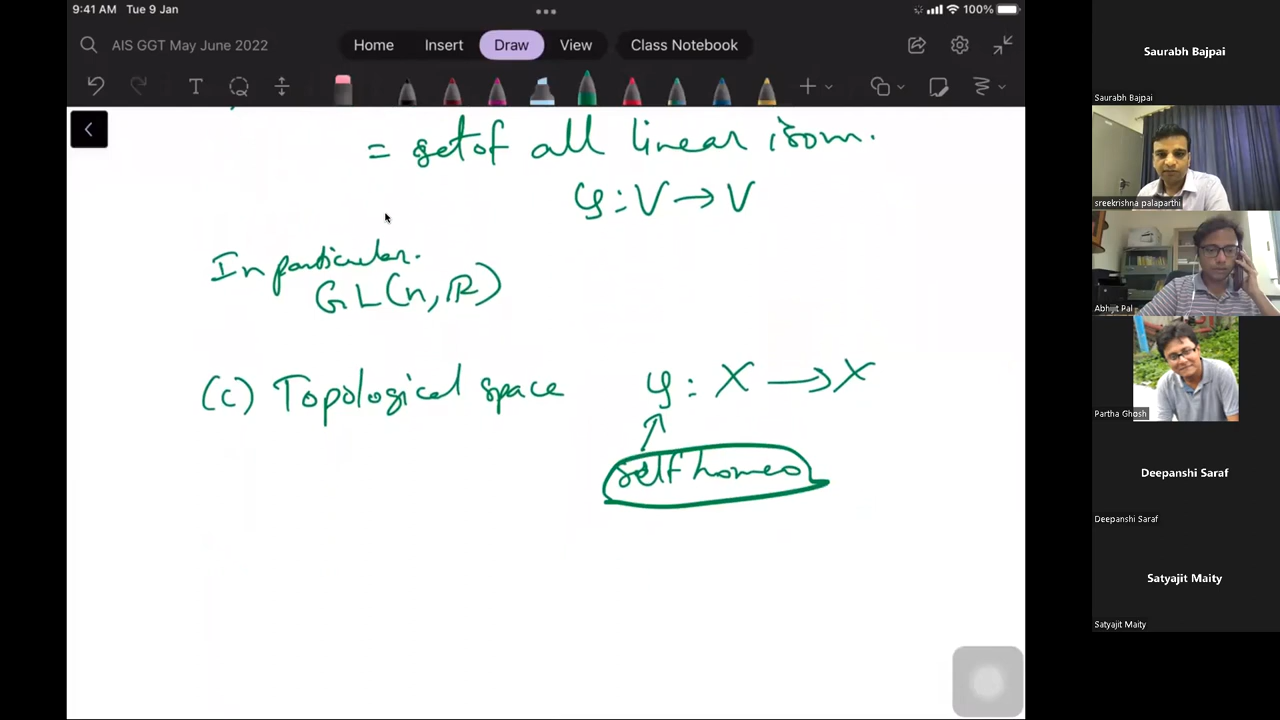 9:41 AM Tue 9 Jan
100%
AIS GGT May June 2022
Home Insert Draw View Class Notebook
= set of all linear isom.
φ : V → V
In particular.
GL(n, ℝ)
(c) Topological space φ : X → X
self homeo
Saurabh Bajpai
Saurabh Bajpai
sreekrishna palaparthi
Abhijit Pal
Partha Ghosh
Deepanshi Saraf
Deepanshi Saraf
Satyajit Maity
Satyajit Maity